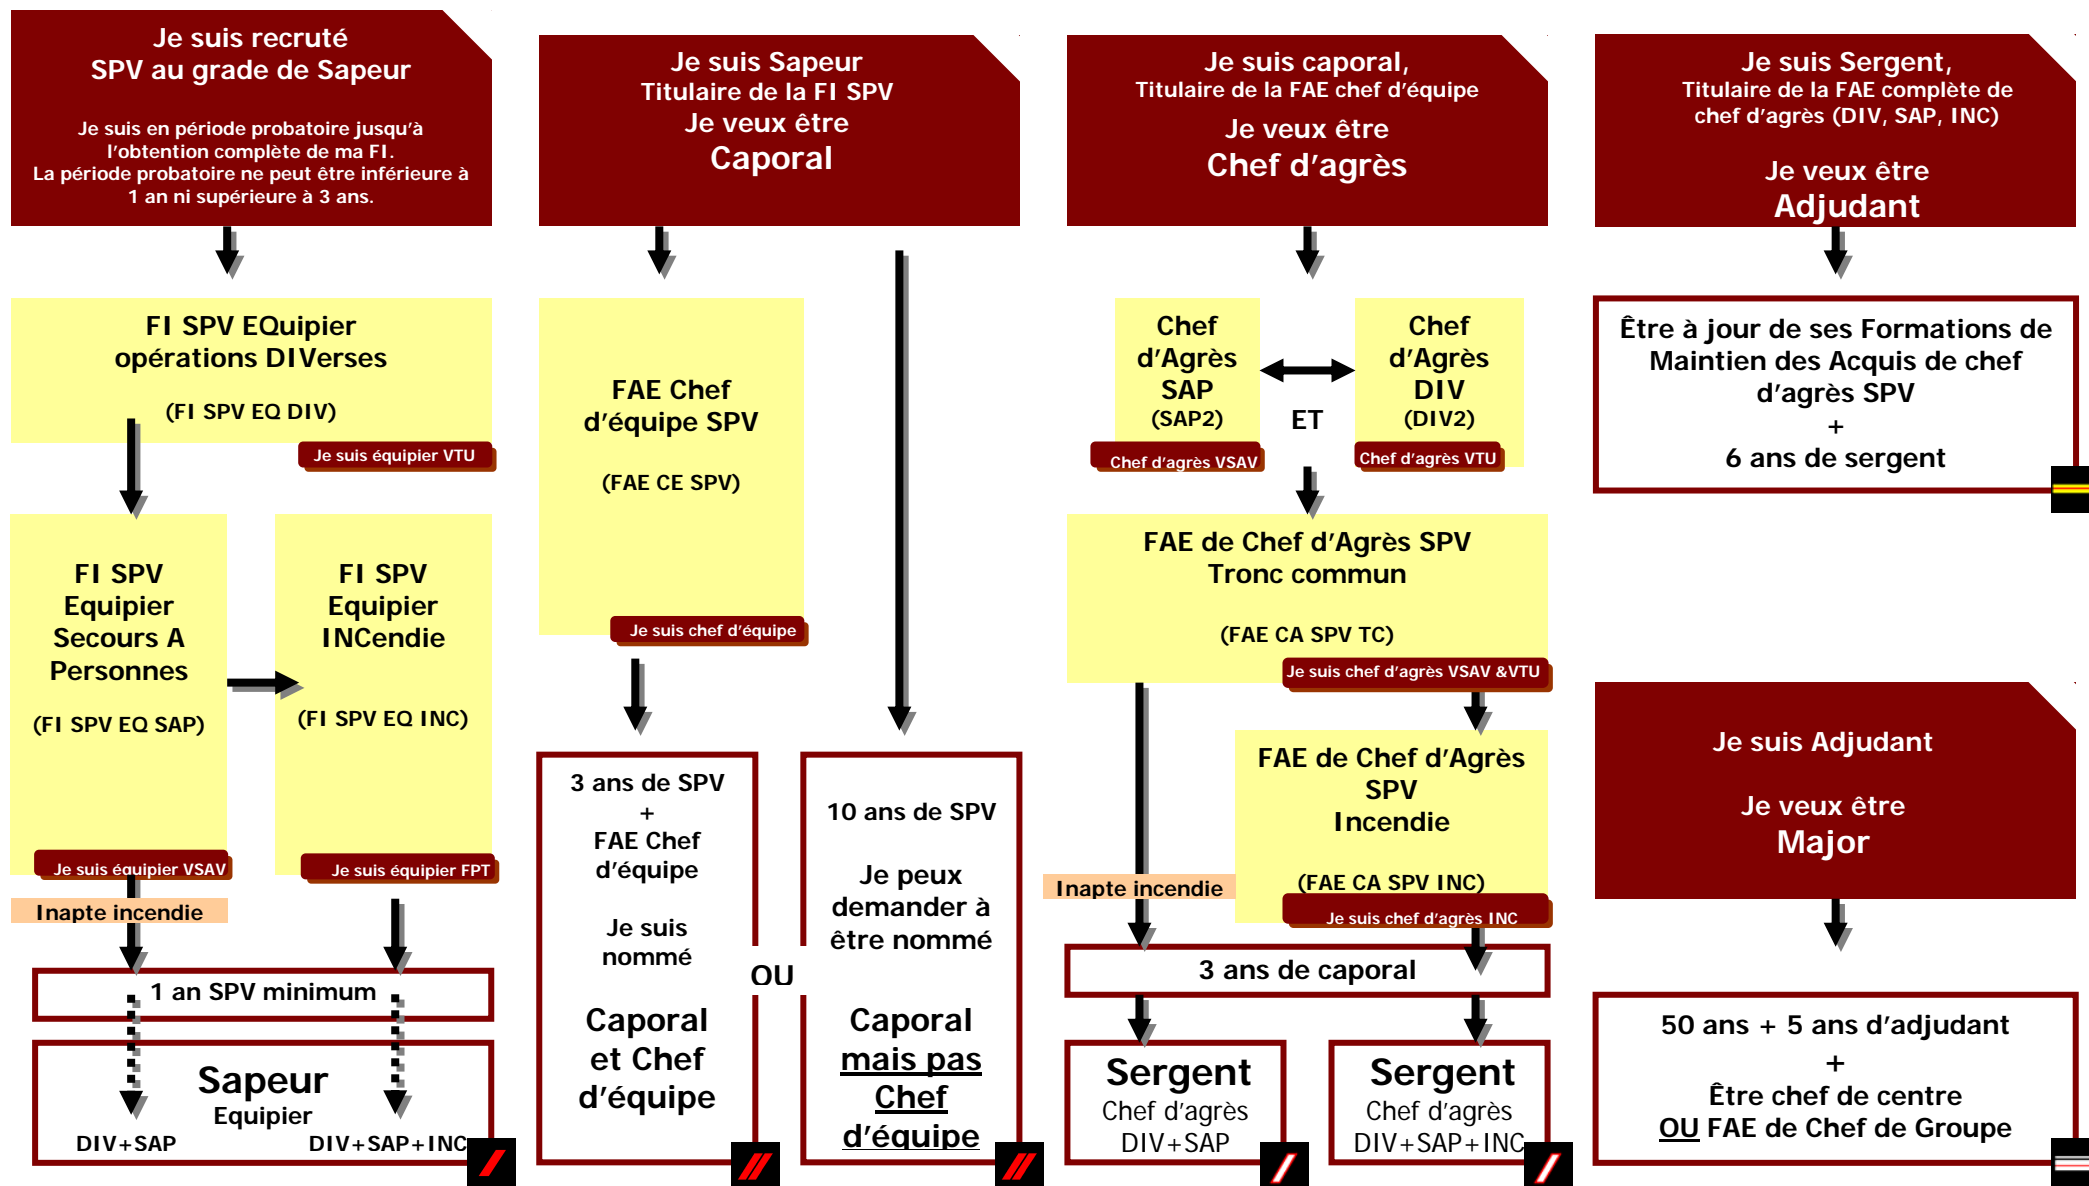 Je suis recruté
SPV au grade de Sapeur
Je suis en période probatoire jusqu'à
l'obtention complète de ma FI.
La période probatoire ne peut être inférieure à
1 an ni supérieure à 3 ans.
FI SPV EQuipier
opérations DIVerses
(FI SPV EQ DIV)
Je suis équipier VTU
FI SPV
Equipier
Secours A
Personnes
(FI SPV EQ SAP)
Je suis équipier VSAV
FI SPV
Equipier
INCendie
(FI SPV EQ INC)
Je suis équipier FPT
Inapte incendie
1 an SPV minimum
Sapeur
Equipier
DIV+SAP
DIV+SAP+INC
Je suis Sapeur
Titulaire de la FI SPV
Je veux être
Caporal
FAE Chef
d'équipe SPV
(FAE CE SPV)
Je suis chef d'équipe
3 ans de SPV
+
FAE Chef
d'équipe
Je suis
nommé
Caporal
et Chef
d'équipe
OU
10 ans de SPV
Je peux
demander à
être nommé
Caporal
mais pas
Chef
d'équipe
Je suis caporal,
Titulaire de la FAE chef d'équipe
Je veux être
Chef d'agrès
Chef
d'Agrès
SAP
(SAP2)
Chef d'agrès VSAV
ET
Chef
d'Agrès
DIV
(DIV2)
Chef d'agrès VTU
FAE de Chef d'Agrès SPV
Tronc commun
(FAE CA SPV TC)
Je suis chef d'agrès VSAV &VTU
FAE de Chef d'Agrès
SPV
Incendie
(FAE CA SPV INC)
Je suis chef d'agrès INC
Inapte incendie
3 ans de caporal
Sergent
Chef d'agrès
DIV+SAP
Sergent
Chef d'agrès
DIV+SAP+INC
Je suis Sergent,
Titulaire de la FAE complète de
chef d'agrès (DIV, SAP, INC)
Je veux être
Adjudant
Être à jour de ses Formations de
Maintien des Acquis de chef
d'agrès SPV
+
6 ans de sergent
Je suis Adjudant
Je veux être
Major
50 ans + 5 ans d'adjudant
+
Être chef de centre
OU FAE de Chef de Groupe